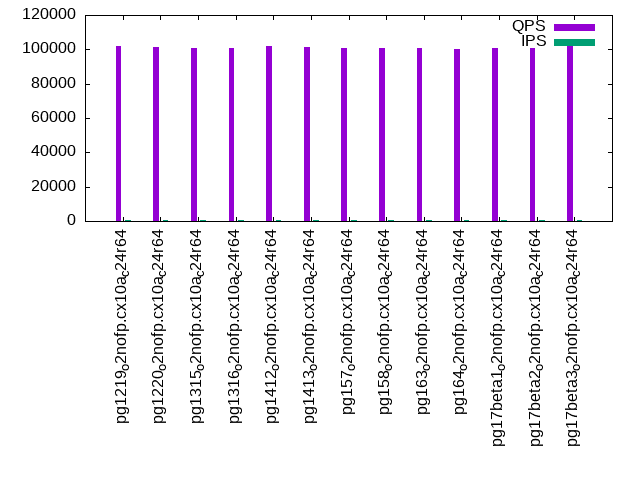 120000
100000
80000
60000
40000
20000
0
QPS
IPS
pg1219o2nofp.cx10ac24r64
pg1220o2nofp.cx10ac24r64
pg1315o2nofp.cx10ac24r64
pg1316o2nofp.cx10ac24r64
pg1412o2nofp.cx10ac24r64
pg1413o2nofp.cx10ac24r64
pg157o2nofp.cx10ac24r64
pg158o2nofp.cx10ac24r64
pg163o2nofp.cx10ac24r64
pg164o2nofp.cx10ac24r64
pg17beta1o2nofp.cx10ac24r64
pg17beta2o2nofp.cx10ac24r64
pg17beta3o2nofp.cx10ac24r64